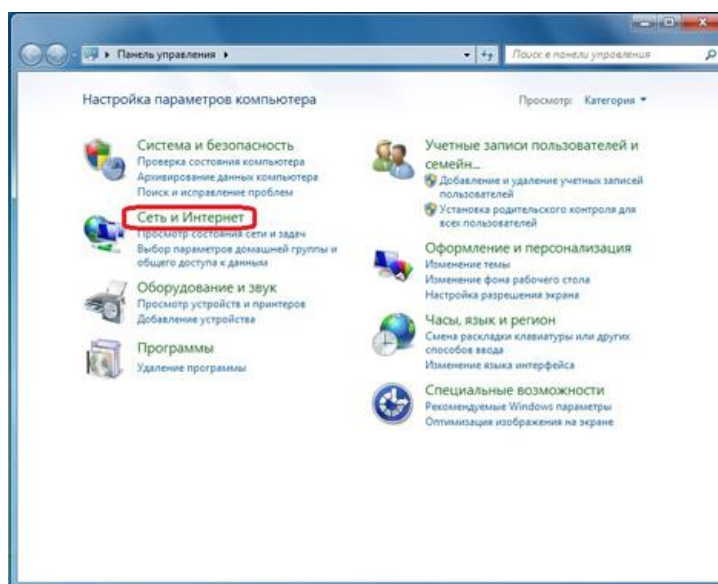 Панель управления
Поиск в панели управления
Настройка параметров компьютера
Просмотр: Категория
Система и безопасность
Проверка состояния компьютера
Архивирование данных компьютера
Поиск и исправление проблем
Сеть и Интернет
Просмотр состояния сети и задач
Выбор параметров домашней группы и
общего доступа к данным
Оборудование и звук
Просмотр устройств и принтеров
Добавление устройства
Программы
Удаление программы
Учетные записи пользователей и
семейн...
Добавление и удаление учетных записей
пользователей
Установка родительского контроля для
всех пользователей
Оформление и персонализация
Изменение темы
Изменение фона рабочего стола
Настройка разрешения экрана
Часы, язык и регион
Смена раскладки клавиатуры или других
способов ввода
Изменение языка интерфейса
Специальные возможности
Рекомендуемые Windows параметры
Оптимизация изображения на экране